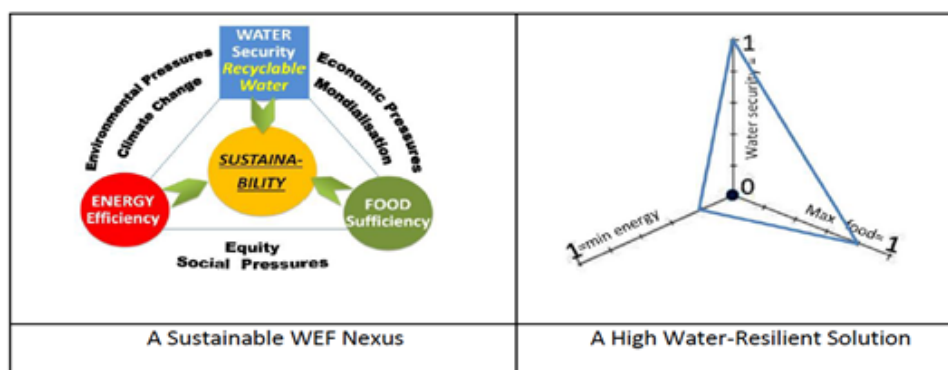 WATER
Security
Recyclable
Water
Environmental Pressures
Climate Change
Economic Pressures
Mondialisation
SUSTAINA-
BILITY
ENERGY
Efficiency
FOOD
Sufficiency
Equity
Social Pressures
A Sustainable WEF Nexus
1
Water security =
0
Max food= 1
1=min energy
A High Water-Resilient Solution